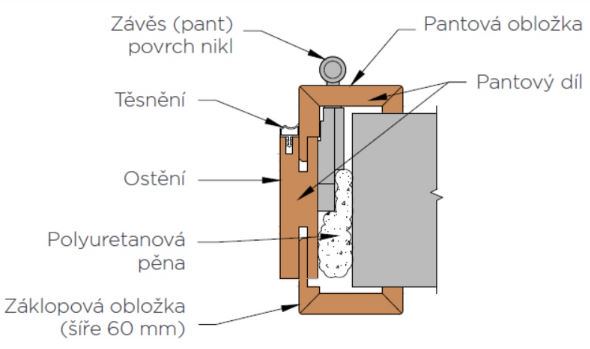 Závěs (pant)
povrch nikl
Pantová obložka
Pantový díl
Těsnění
Ostění
Polyuretanová
pěna
Záklopová obložka
(šíře 60 mm)